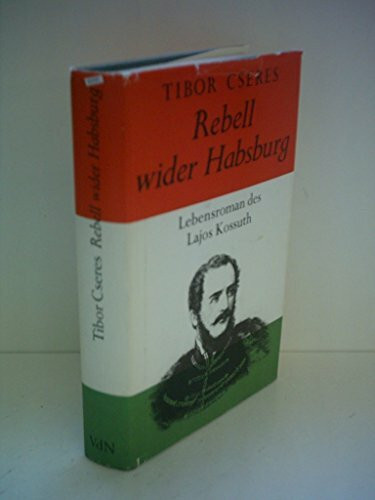 TIBOR CSERES
Rebell
wider Habsburg
Lebensroman des
Lajos Kossuth
Tibor Cseres Rebell wider Habsburg
VdN